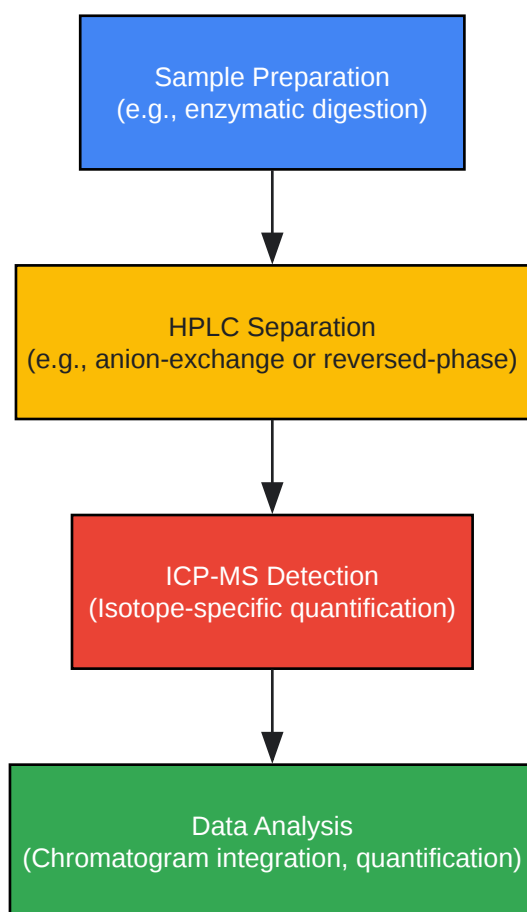 Sample Preparation
(e.g., enzymatic digestion)
HPLC Separation
(e.g., anion-exchange or reversed-phase)
ICP-MS Detection
(Isotope-specific quantification)
Data Analysis
(Chromatogram integration, quantification)